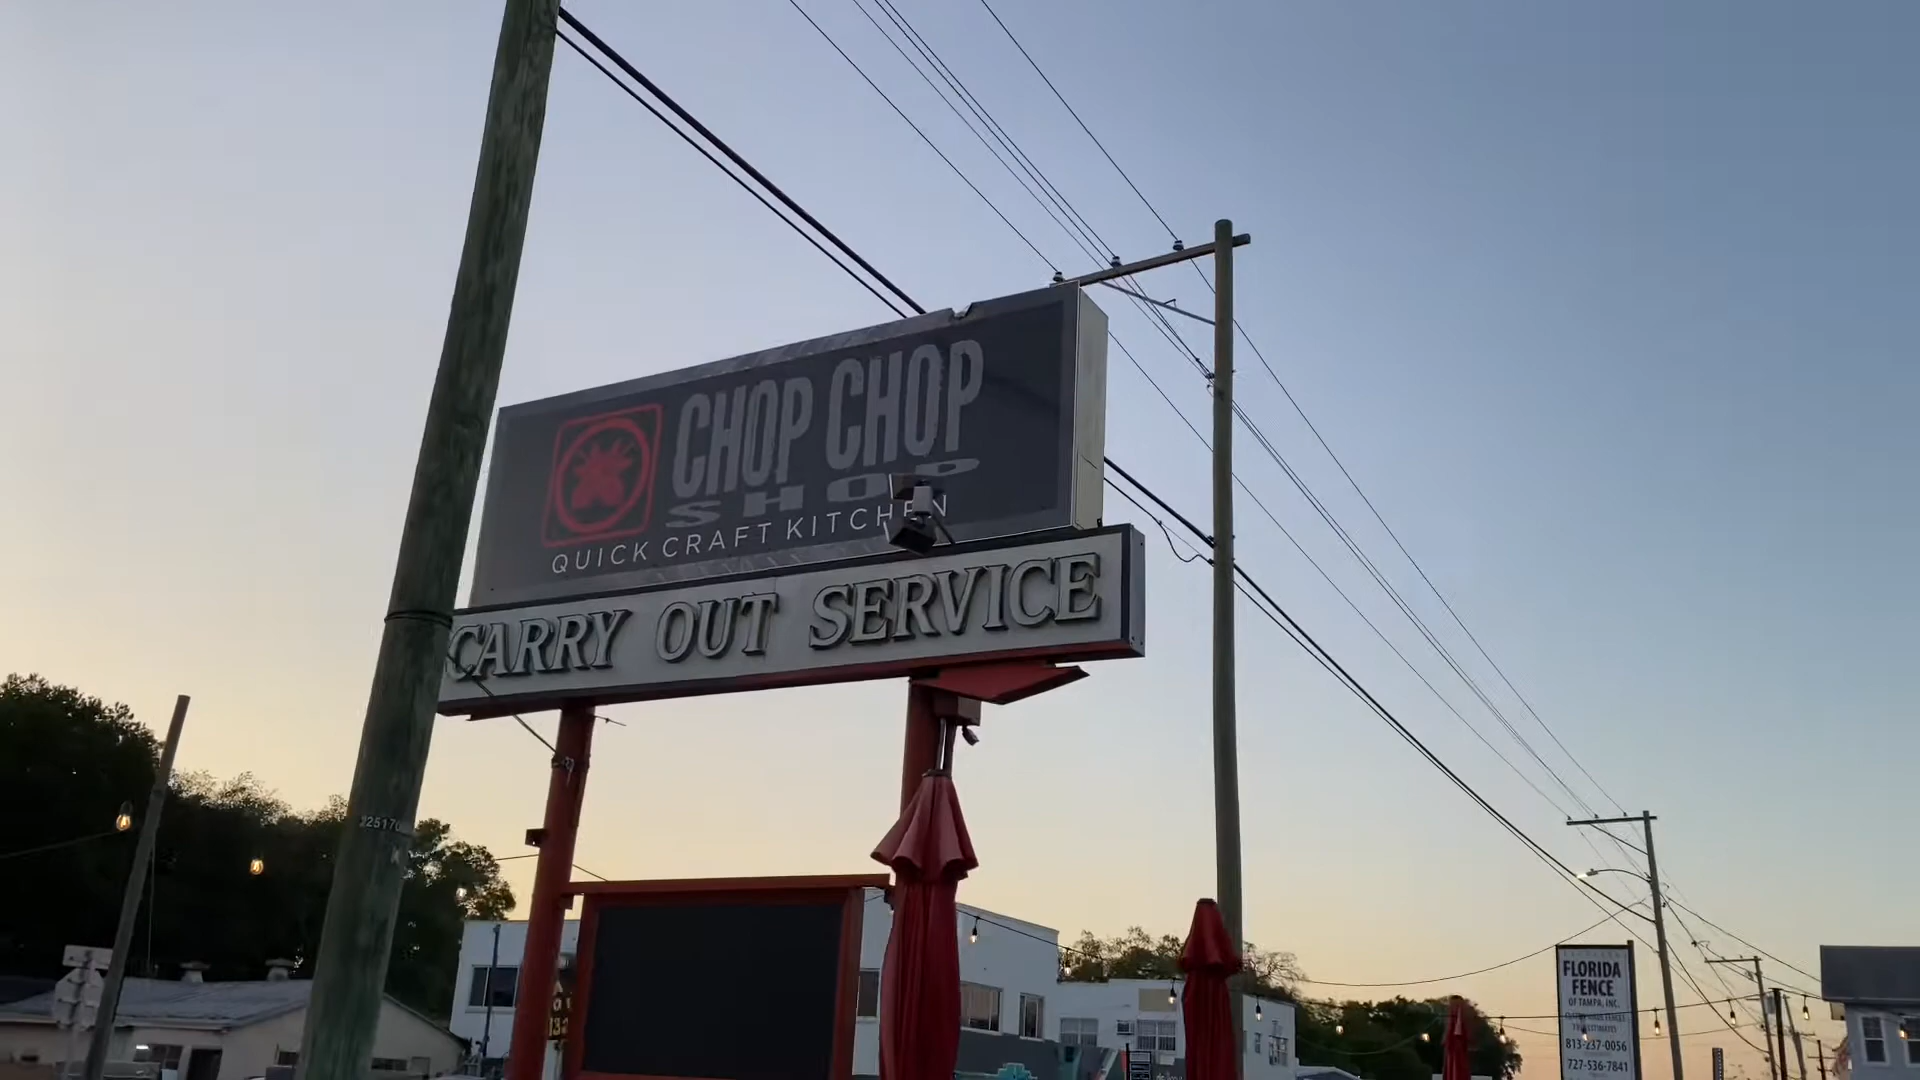 CHOP CHOP
SHOP
QUICK CRAFT KITCHEN
CARRY OUT SERVICE
FLORIDA
FENCE
OF TAMPA, INC.
813-237-0056
727-536-7841